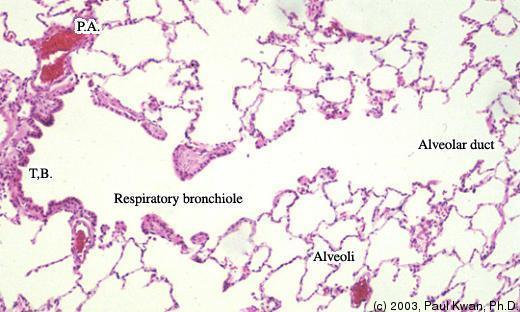 P.A.
Alveolar duct
T,B.
Respiratory bronchiole
Alveoli
(c) 2003, Paul Kwan, Ph.D.